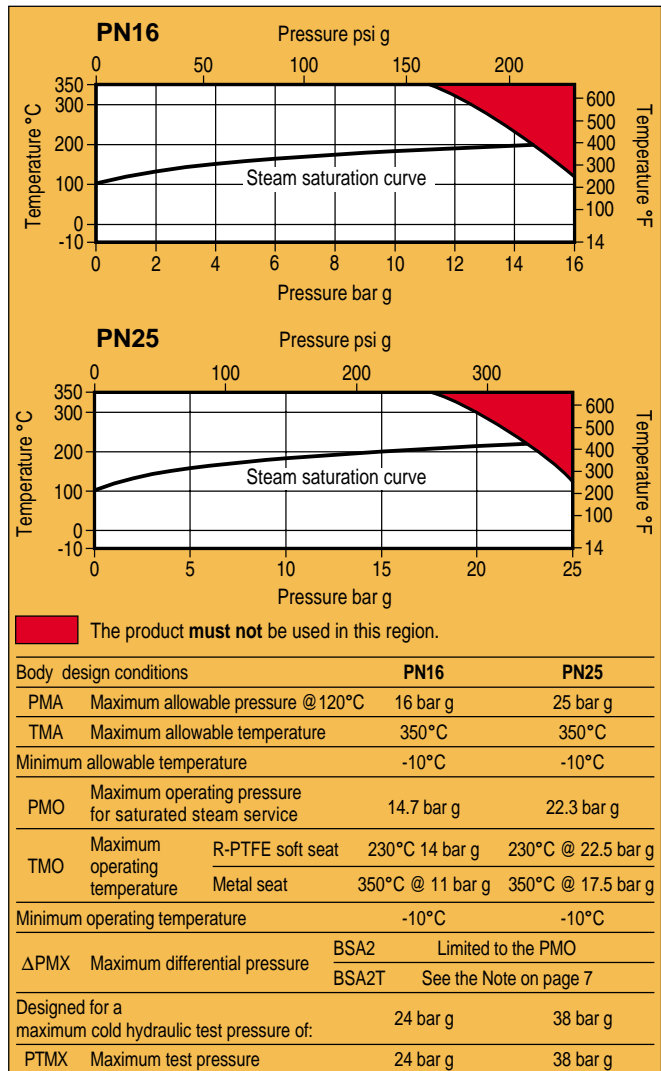 PN16 Pressure psi g
0 50 100 150 200
350
300
200
100
0
-10
Temperature °C
600
500
400
300
200
100
14
Temperature °F
Steam saturation curve
0 2 4 6 8 10 12 14 16
Pressure bar g
PN25 Pressure psi g
0 100 200 300
350
300
200
100
0
-10
Temperature °C
600
500
400
300
200
100
14
Temperature °F
Steam saturation curve
0 5 10 15 20 25
Pressure bar g
The product must not be used in this region.
Body design conditions PN16 PN25
PMA Maximum allowable pressure @120°C 16 bar g 25 bar g
TMA Maximum allowable temperature 350°C 350°C
Minimum allowable temperature -10°C -10°C
PMO Maximum operating pressure
for saturated steam service 14.7 bar g 22.3 bar g
TMO Maximum
operating
temperature
R-PTFE soft seat 230°C 14 bar g 230°C @ 22.5 bar g
Metal seat 350°C @ 11 bar g 350°C @ 17.5 bar g
Minimum operating temperature -10°C -10°C
ΔPMX Maximum differential pressure
BSA2 Limited to the PMO
BSA2T See the Note on page 7
Designed for a
maximum cold hydraulic test pressure of: 24 bar g 38 bar g
PTMX Maximum test pressure 24 bar g 38 bar g